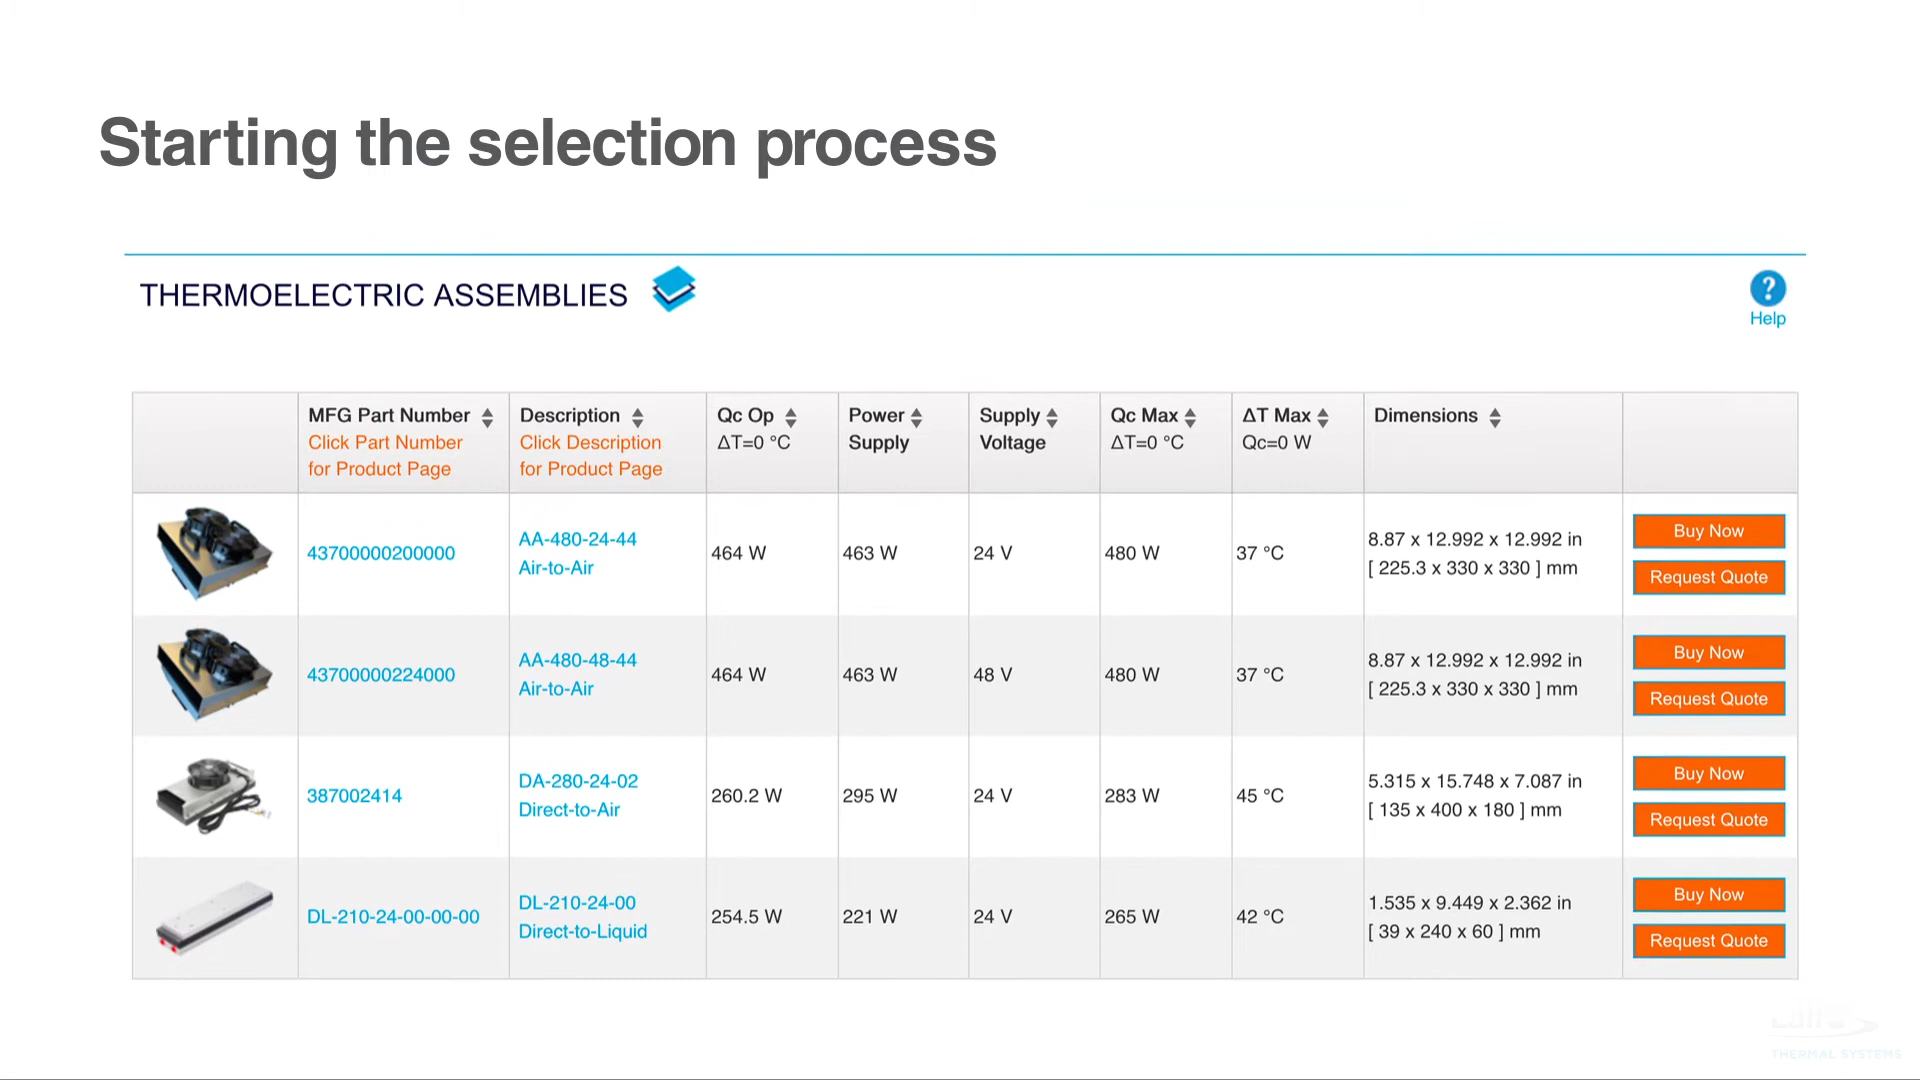 Starting the selection process
THERMOELECTRIC ASSEMBLIES
?
Help
MFG Part Number
Click Part Number
for Product Page
Description
Click Description
for Product Page
Qc Op
ΔT=0 °C
Power
Supply
Supply
Voltage
Qc Max
ΔT=0 °C
ΔT Max
Qc=0 W
Dimensions
43700000200000
AA-480-24-44
Air-to-Air
464 W
463 W
24 V
480 W
37 °C
8.87 x 12.992 x 12.992 in
[ 225.3 x 330 x 330 ] mm
Buy Now
Request Quote
43700000224000
AA-480-48-44
Air-to-Air
464 W
463 W
48 V
480 W
37 °C
8.87 x 12.992 x 12.992 in
[ 225.3 x 330 x 330 ] mm
Buy Now
Request Quote
387002414
DA-280-24-02
Direct-to-Air
260.2 W
295 W
24 V
283 W
45 °C
5.315 x 15.748 x 7.087 in
[ 135 x 400 x 180 ] mm
Buy Now
Request Quote
DL-210-24-00-00-00
DL-210-24-00
Direct-to-Liquid
254.5 W
221 W
24 V
265 W
42 °C
1.535 x 9.449 x 2.362 in
[ 39 x 240 x 60 ] mm
Buy Now
Request Quote
THERMAL SYSTEMS